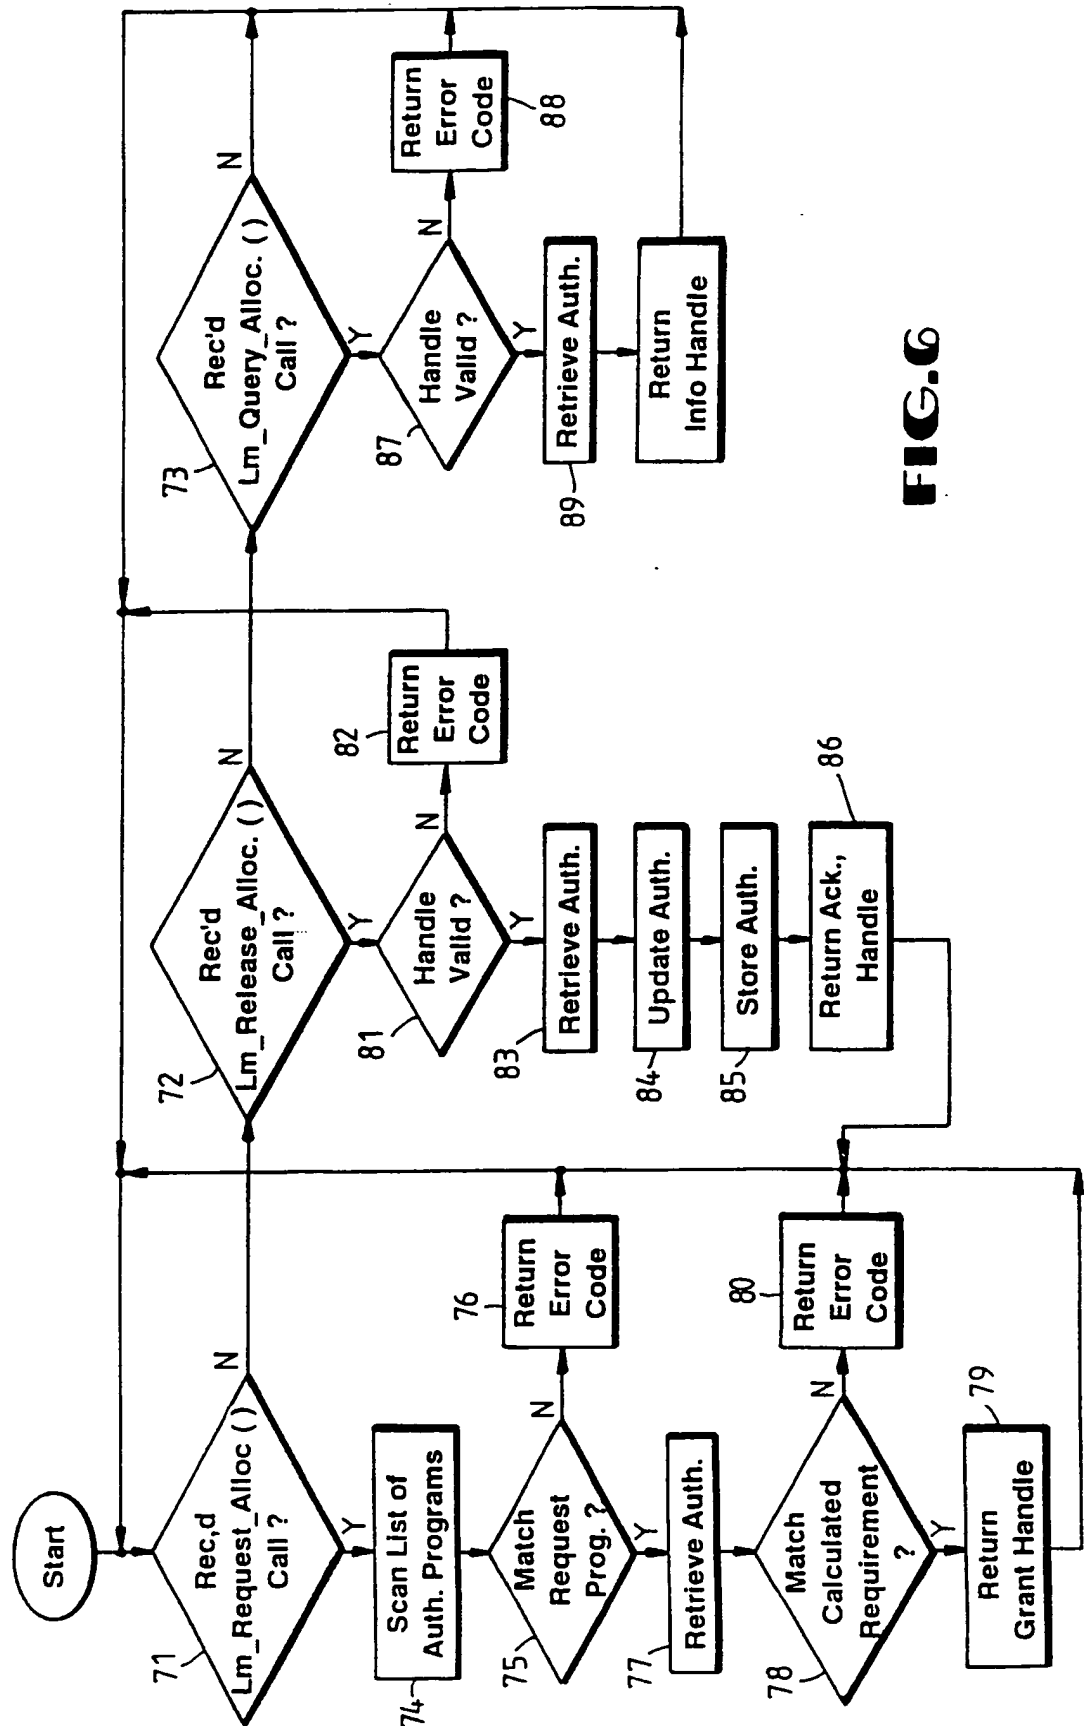 Start
71
Rec,d
Lm_Request_Alloc ( )
Call ?
N
Y
74
Scan List of
Auth. Programs
75
Match
Request
Prog. ?
N
76
Return
Error
Code
Y
77
Retrieve Auth.
78
Match
Calculated
Requirement
?
N
80
Return
Error
Code
Y
79
Return
Grant Handle
72
Rec'd
Lm_Release_Alloc. ( )
Call ?
N
Y
81
Handle
Valid ?
N
82
Return
Error
Code
Y
83
Retrieve Auth.
84
Update Auth.
85
Store Auth.
86
Return Ack.,
Handle
73
Rec'd
Lm_Query_Alloc. ( )
Call ?
N
Y
87
Handle
Valid ?
N
88
Return
Error
Code
Y
89
Retrieve Auth.
Return
Info Handle
FIG.6